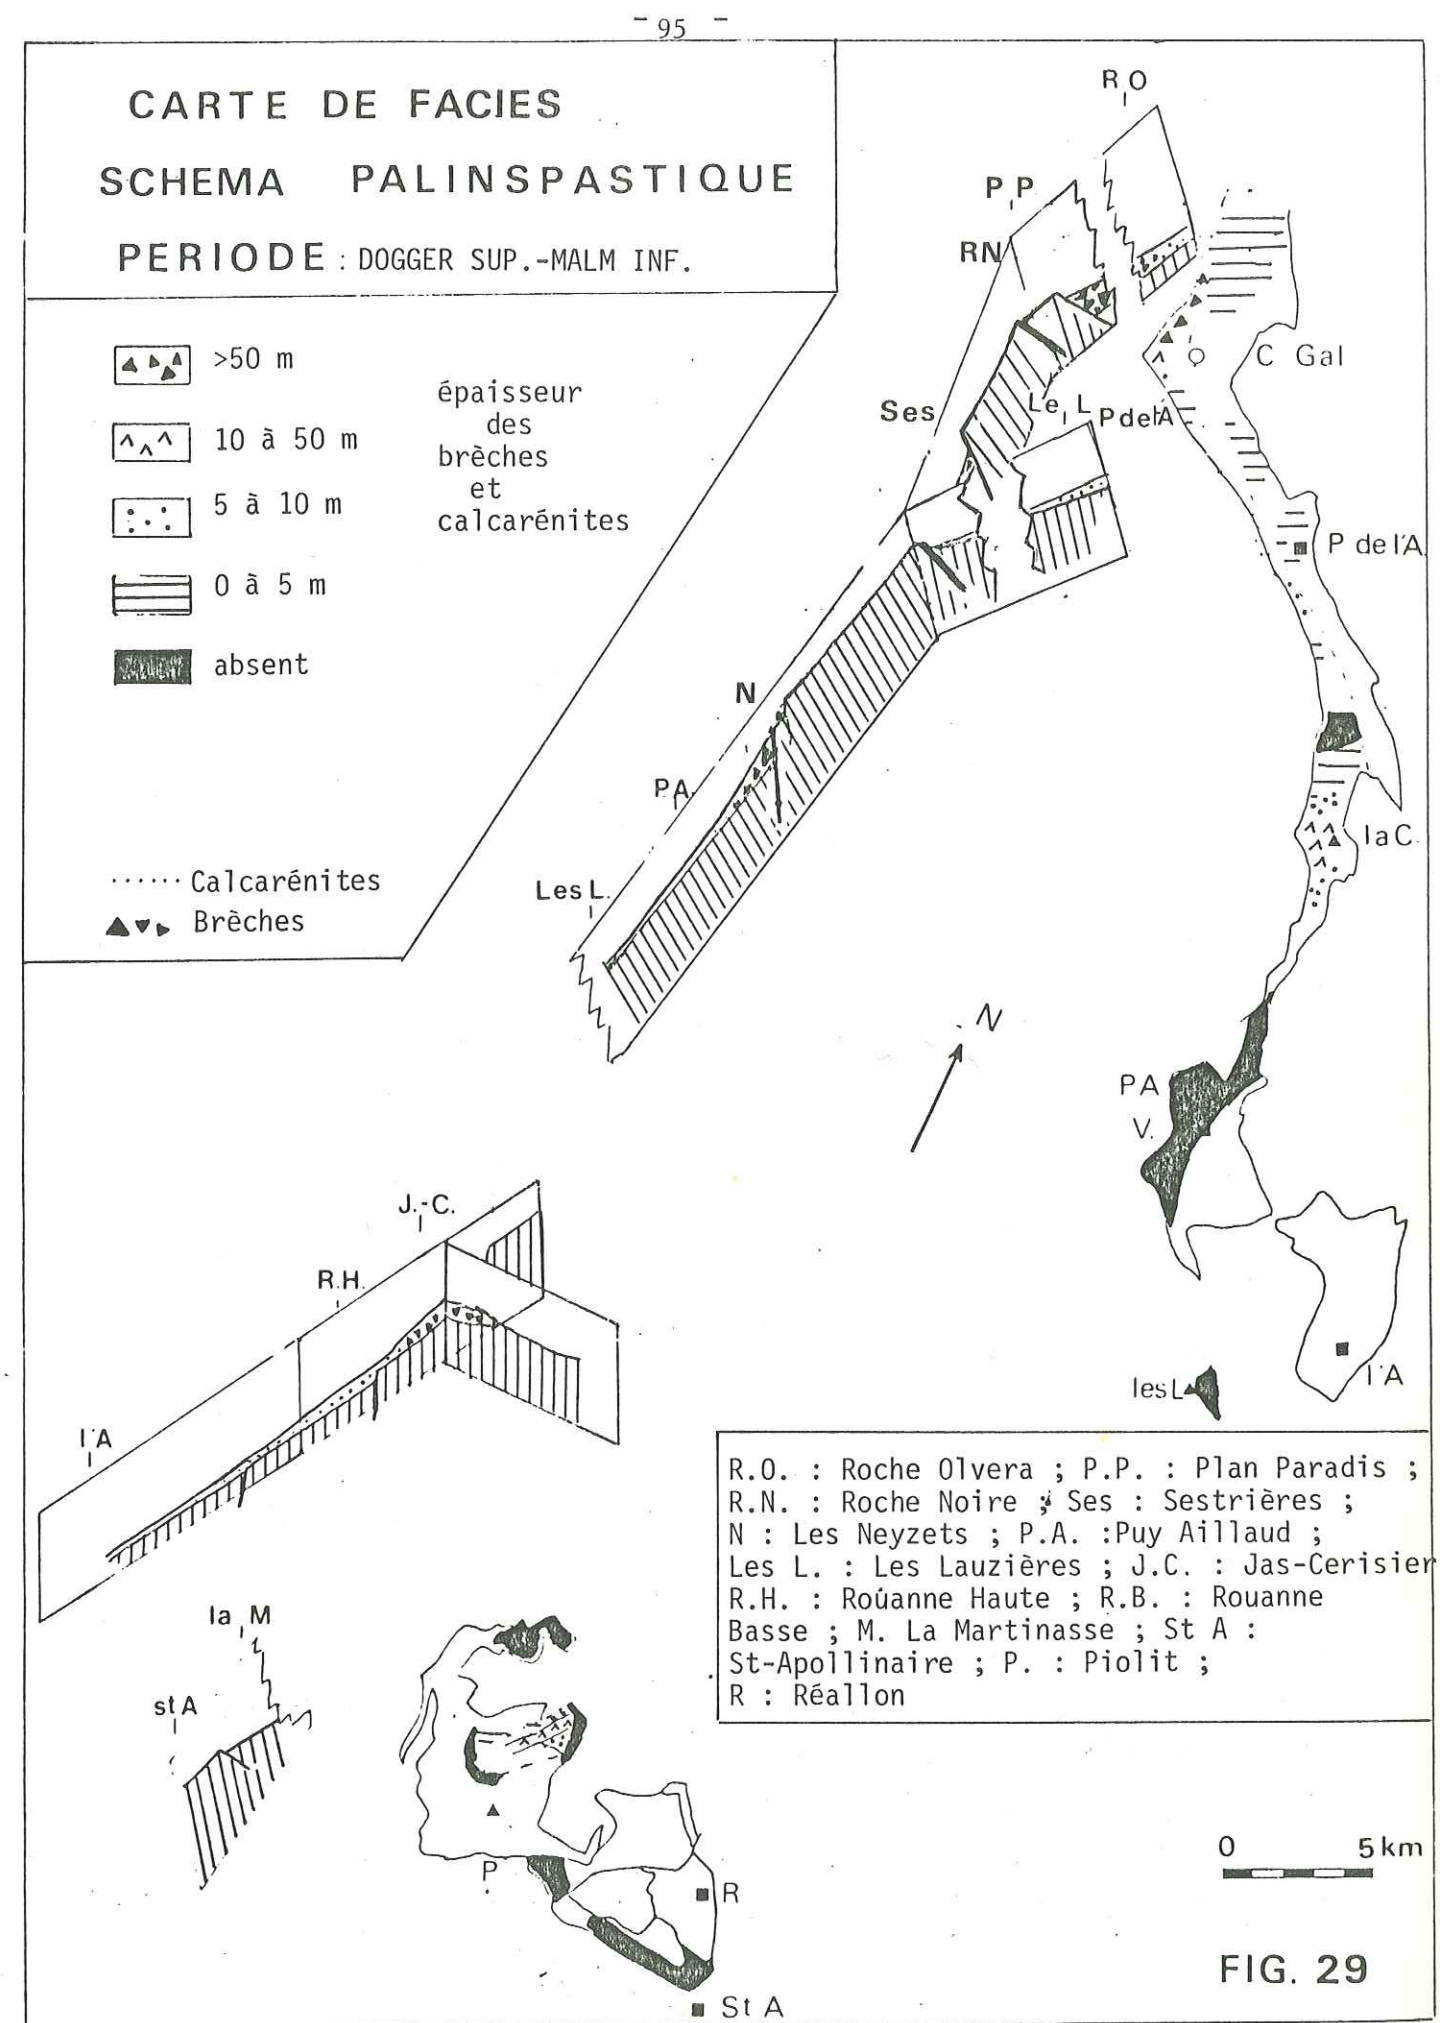 - 95 -
CARTE DE FACIES
SCHEMA PALINSPASTIQUE
PERIODE : DOGGER SUP.-MALM INF.
>50 m
10 à 50 m
5 à 10 m
0 à 5 m
absent
épaisseur
des
brèches
et
calcarénites
...... Calcarénites
Brèches
R.O
P.P
RN
Ses
Le L
P de l'A
C Gal
P de l'A.
N
P.A.
Les L.
la C.
N
PA
V.
J.-C.
R.H.
l'A
l'A
les L
R.O. : Roche Olvera ; P.P. : Plan Paradis ;
R.N. : Roche Noire ; Ses : Sestrières ;
N : Les Neyzets ; P.A. :Puy Aillaud ;
Les L. : Les Lauzières ; J.C. : Jas-Cerisier
R.H. : Roúanne Haute ; R.B. : Rouanne
Basse ; M. La Martinasse ; St A :
St-Apollinaire ; P. : Piolit ;
R : Réallon
la M
st A
P
R
St A
0 5 km
FIG. 29